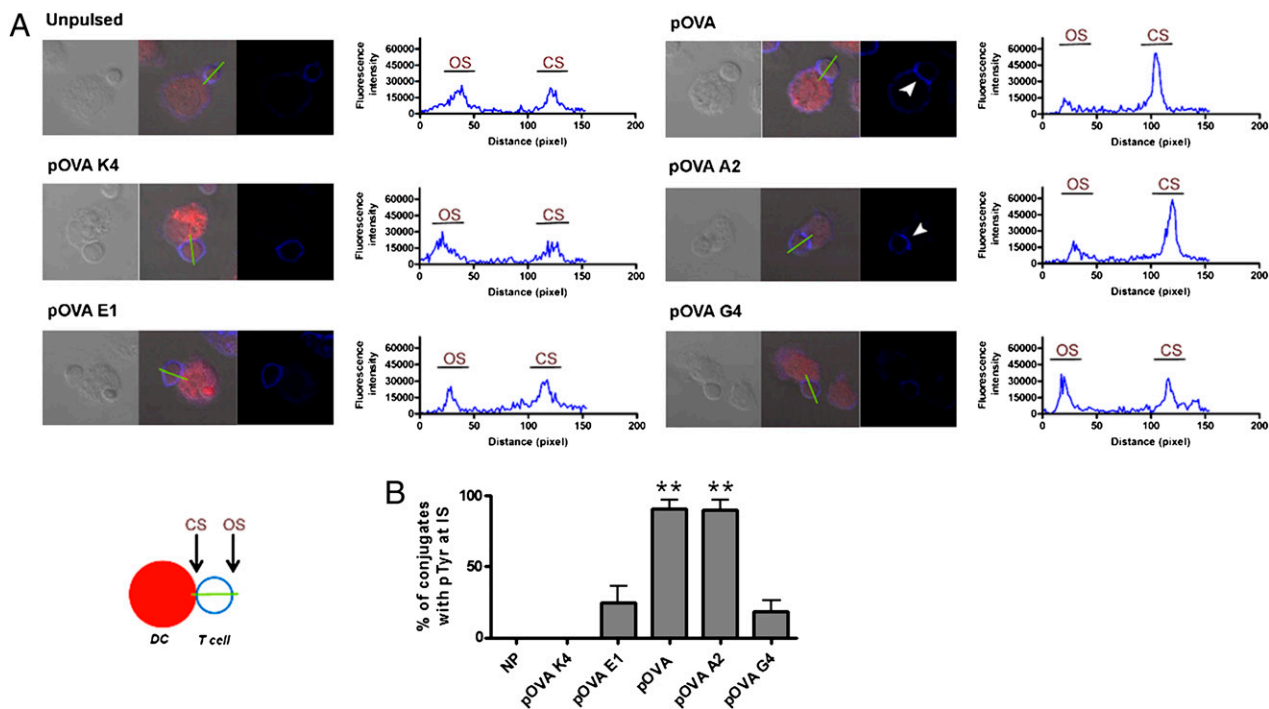 A
Unpulsed
OS CS
Fluorescence intensity
60000
45000
30000
15000
0
0 50 100 150 200
Distance (pixel)
pOVA
OS CS
Fluorescence intensity
60000
45000
30000
15000
0
0 50 100 150 200
Distance (pixel)
pOVA K4
OS CS
Fluorescence intensity
60000
45000
30000
15000
0
0 50 100 150 200
Distance (pixel)
pOVA A2
OS CS
Fluorescence intensity
60000
45000
30000
15000
0
0 50 100 150 200
Distance (pixel)
pOVA E1
OS CS
Fluorescence intensity
60000
45000
30000
15000
0
0 50 100 150 200
Distance (pixel)
pOVA G4
OS CS
Fluorescence intensity
60000
45000
30000
15000
0
0 50 100 150 200
Distance (pixel)
CS OS
DC T cell
B
% of conjugates
with pTyr at IS
100
50
0
** **
NP pOVA K4 pOVA E1 pOVA pOVA A2 pOVA G4